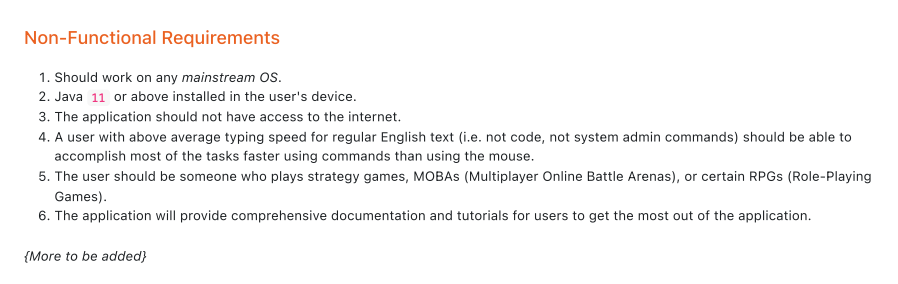 Non-Functional Requirements
1. Should work on any mainstream OS.
2. Java 11 or above installed in the user's device.
3. The application should not have access to the internet.
4. A user with above average typing speed for regular English text (i.e. not code, not system admin commands) should be able to
accomplish most of the tasks faster using commands than using the mouse.
5. The user should be someone who plays strategy games, MOBAs (Multiplayer Online Battle Arenas), or certain RPGs (Role-Playing
Games).
6. The application will provide comprehensive documentation and tutorials for users to get the most out of the application.
{More to be added}